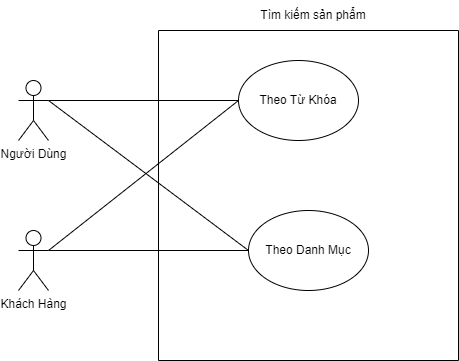 Tìm kiếm sản phẩm
Theo Từ Khóa
Người Dùng
Theo Danh Mục
Khách Hàng